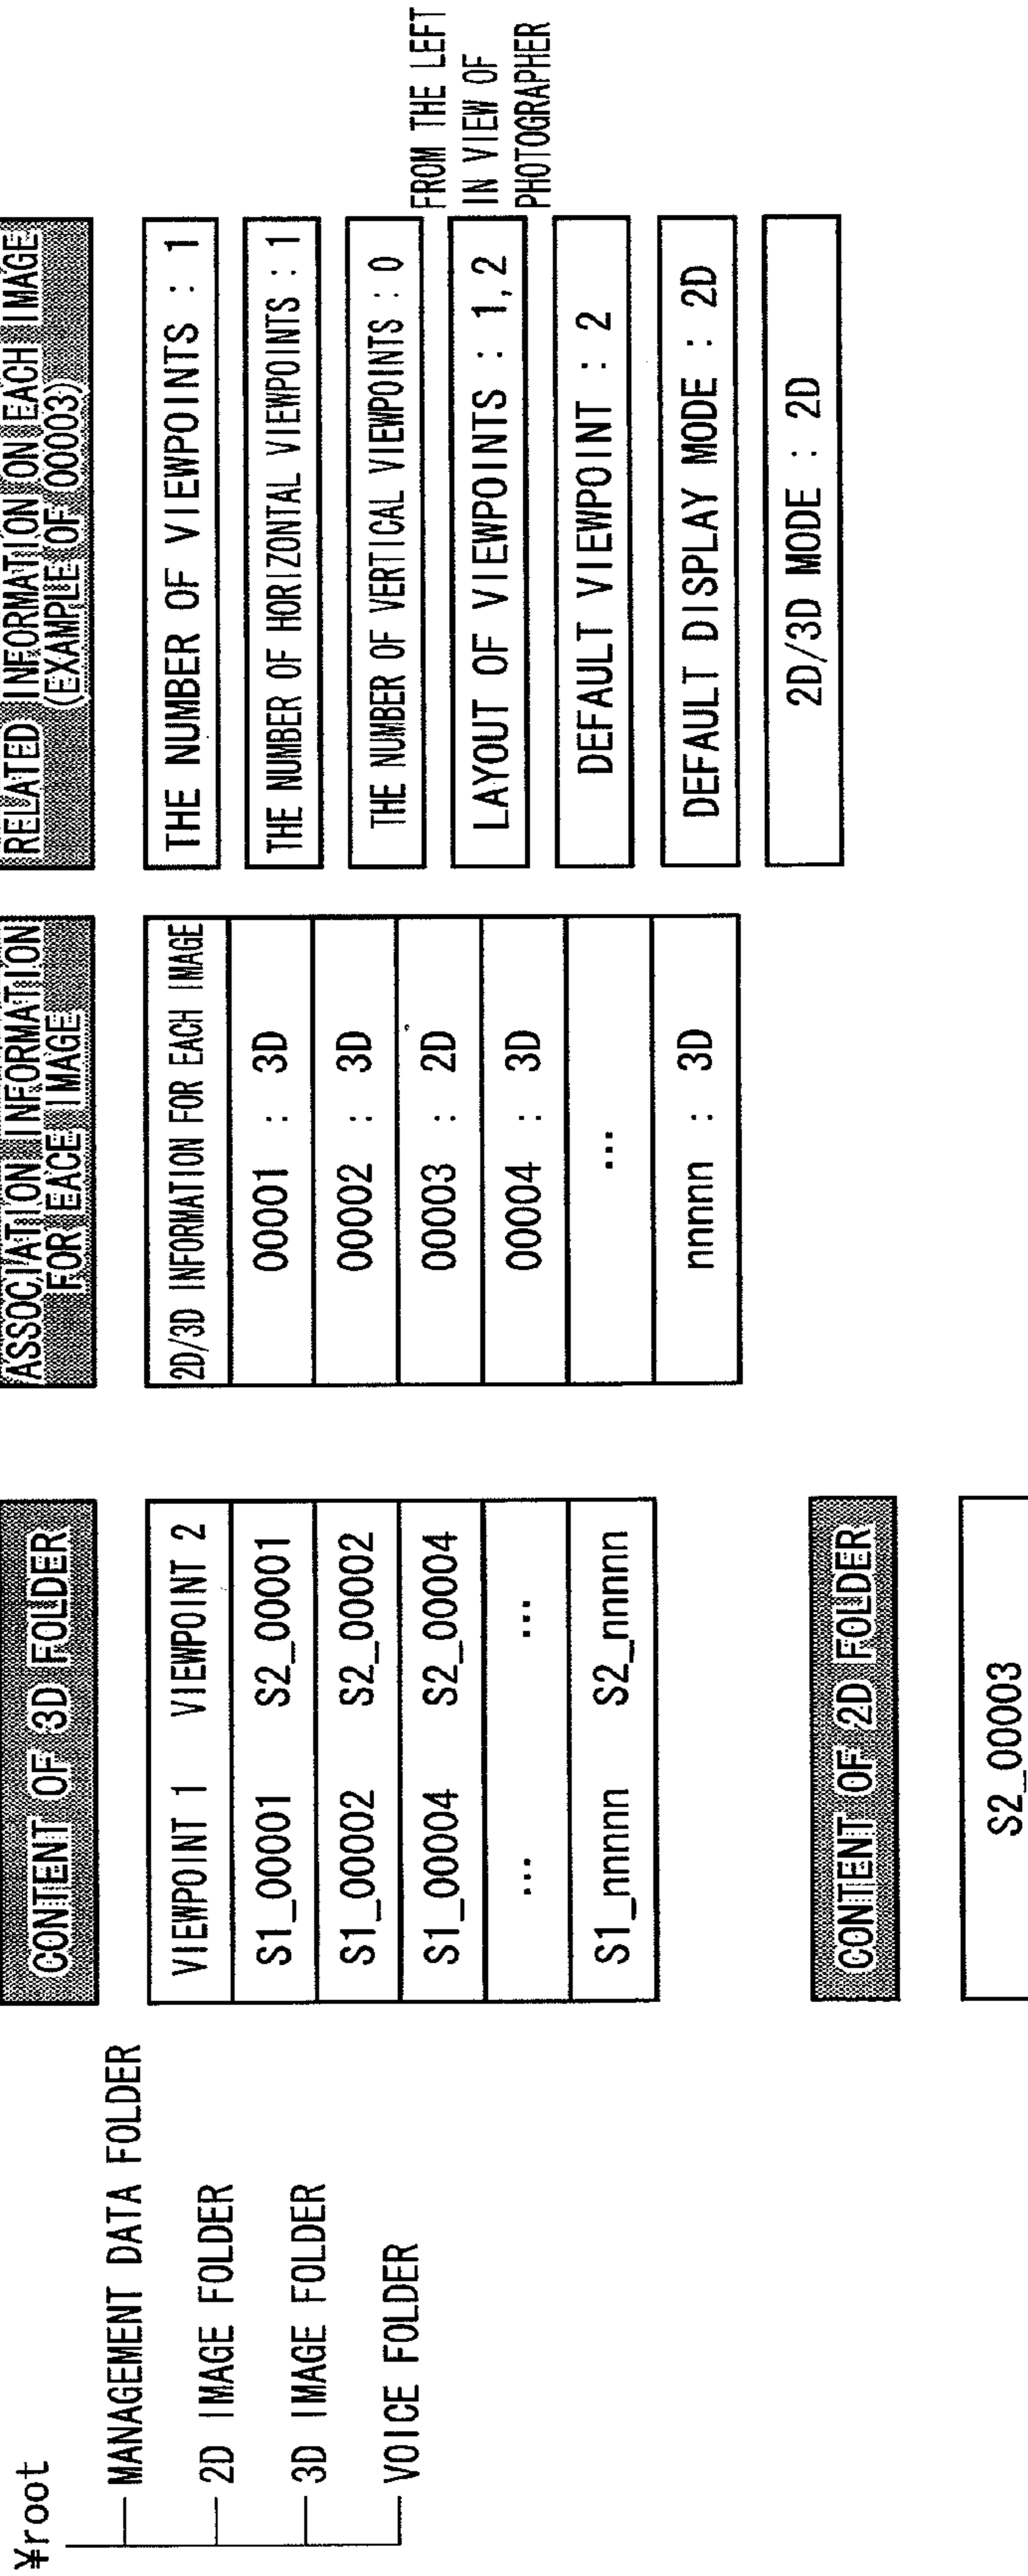 ¥root
MANAGEMENT DATA FOLDER
2D IMAGE FOLDER
3D IMAGE FOLDER
VOICE FOLDER
CONTENT OF 3D FOLDER
VIEWPOINT 1 VIEWPOINT 2
S1_00001 S2_00001
S1_00002 S2_00002
S1_00004 S2_00004
... ...
S1_nnnnn S2_nnnnn
CONTENT OF 2D FOLDER
S2_00003
ASSOCIATION INFORMATION
FOR EACE IMAGE
2D/3D INFORMATION FOR EACH IMAGE
00001 : 3D
00002 : 3D
00003 : 2D
00004 : 3D
...
nnnnn : 3D
RELATED INFORMATION ON EACH IMAGE
(EXAMPLE OF 00003)
THE NUMBER OF VIEWPOINTS : 1
THE NUMBER OF HORIZONTAL VIEWPOINTS : 1
THE NUMBER OF VERTICAL VIEWPOINTS : 0
LAYOUT OF VIEWPOINTS : 1, 2
FROM THE LEFT
IN VIEW OF
PHOTOGRAPHER
DEFAULT VIEWPOINT : 2
DEFAULT DISPLAY MODE : 2D
2D/3D MODE : 2D